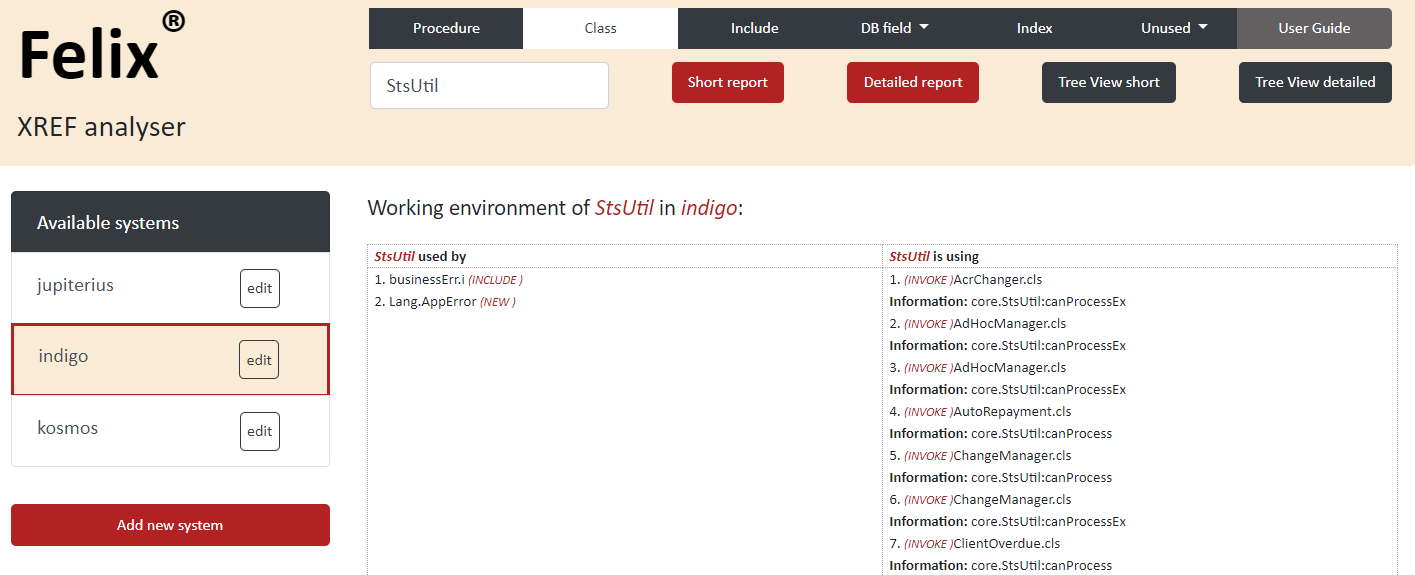 Felix®
XREF analyser
Procedure
Class
Include
DB field
Index
Unused
User Guide
StsUtil
Short report
Detailed report
Tree View short
Tree View detailed
Available systems
jupiterius
edit
indigo
edit
kosmos
edit
Add new system
Working environment of StsUtil in indigo:
StsUtil used by
1. businessErr.i (INCLUDE )
2. Lang.AppError (NEW )
StsUtil is using
1. (INVOKE )AcrChanger.cls
Information: core.StsUtil:canProcessEx
2. (INVOKE )AdHocManager.cls
Information: core.StsUtil:canProcessEx
3. (INVOKE )AdHocManager.cls
Information: core.StsUtil:canProcessEx
4. (INVOKE )AutoRepayment.cls
Information: core.StsUtil:canProcess
5. (INVOKE )ChangeManager.cls
Information: core.StsUtil:canProcess
6. (INVOKE )ChangeManager.cls
Information: core.StsUtil:canProcessEx
7. (INVOKE )ClientOverdue.cls
Information: core.StsUtil:canProcess